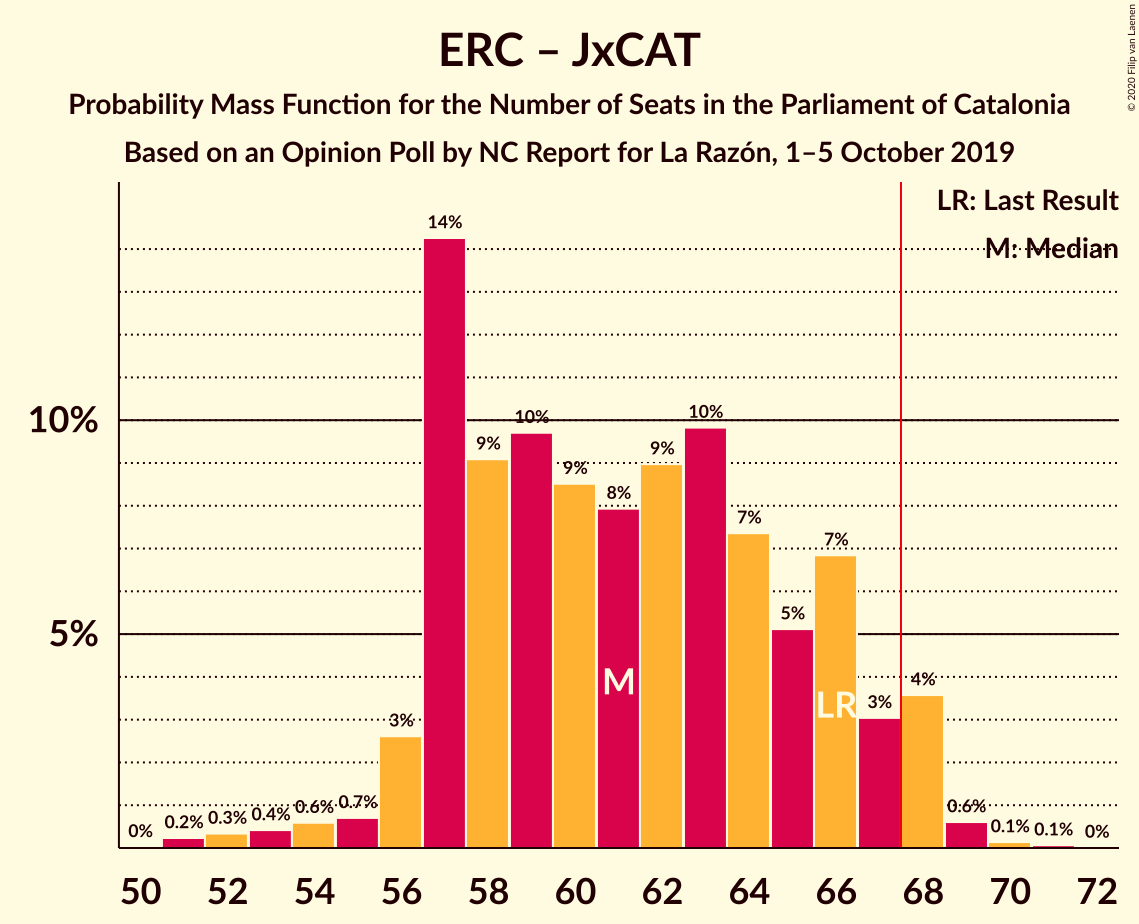 ERC – JxCAT
Probability Mass Function for the Number of Seats in the Parliament of Catalonia
Based on an Opinion Poll by NC Report for La Razón, 1–5 October 2019
© 2020 Filip van Laenen
LR: Last Result
M: Median
10%
5%
0%
0.2%
0.3%
0.4%
0.6%
0.7%
3%
14%
9%
10%
9%
8%
9%
10%
7%
5%
7%
3%
4%
0.6%
0.1%
0.1%
0%
M
LR
50 52 54 56 58 60 62 64 66 68 70 72